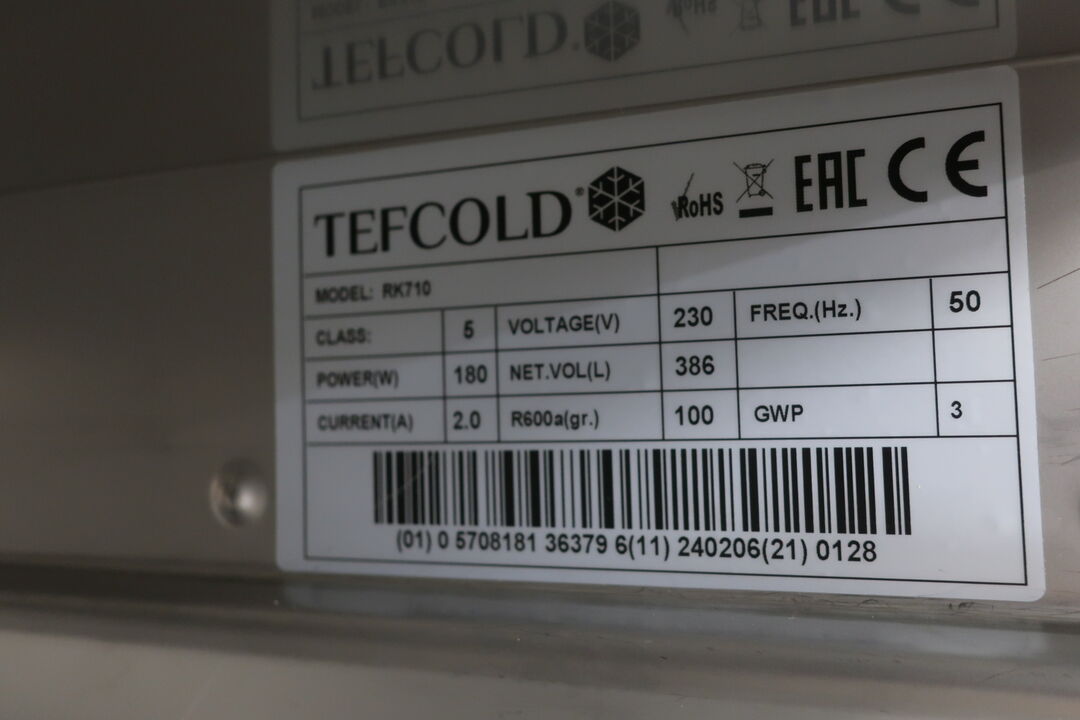 TEFCOLD® RoHS EAC CE
MODEL: RK710
CLASS: 5 VOLTAGE(V) 230 FREQ.(Hz.) 50
POWER(W) 180 NET.VOL(L) 386
CURRENT(A) 2.0 R600a(gr.) 100 GWP 3
(01) 0 5708181 36379 6(11) 240206(21) 0128